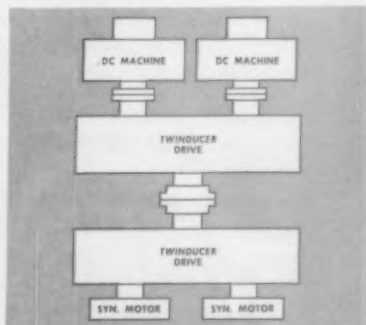 DC MACHINE DC MACHINE
TWINDUCER
DRIVE
TWINDUCER
DRIVE
SYN. MOTOR SYN. MOTOR